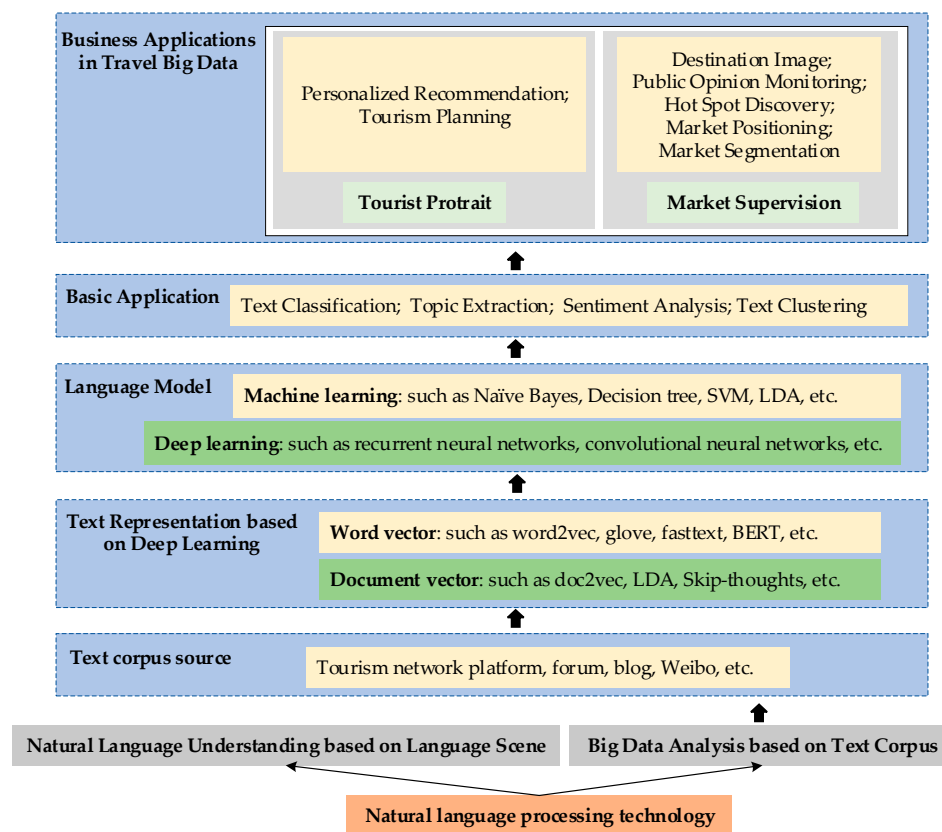 Business Applications
in Travel Big Data
Personalized Recommendation;
Tourism Planning
Tourist Protrait
Destination Image;
Public Opinion Monitoring;
Hot Spot Discovery;
Market Positioning;
Market Segmentation
Market Supervision
Basic Application
Text Classification; Topic Extraction; Sentiment Analysis; Text Clustering
Language Model
Machine learning: such as Naïve Bayes, Decision tree, SVM, LDA, etc.
Deep learning: such as recurrent neural networks, convolutional neural networks, etc.
Text Representation based
on Deep Learning
Word vector: such as word2vec, glove, fasttext, BERT, etc.
Document vector: such as doc2vec, LDA, Skip-thoughts, etc.
Text corpus source
Tourism network platform, forum, blog, Weibo, etc.
Natural Language Understanding based on Language Scene
Big Data Analysis based on Text Corpus
Natural language processing technology